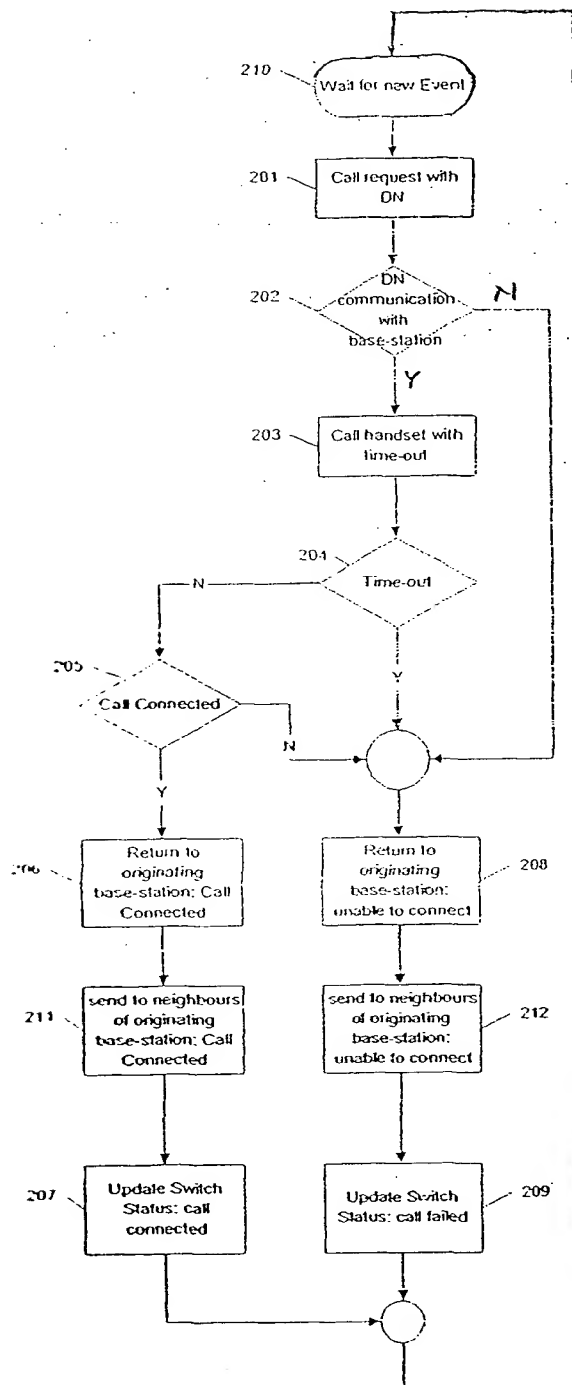 210
Wait for new Event
201
Call request with
DN
202
DN
communication
with
base-station
N
Y
203
Call handset with
time-out
204
Time-out
N
Y
205
Call Connected
N
Y
206
Return to
originating
base-station: Call
Connected
208
Return to
originating
base-station:
unable to connect
211
send to neighbours
of originating
base-station: Call
Connected
212
send to neighbours
of originating
base-station:
unable to connect
207
Update Switch
Status: call
connected
209
Update Switch
Status: call failed